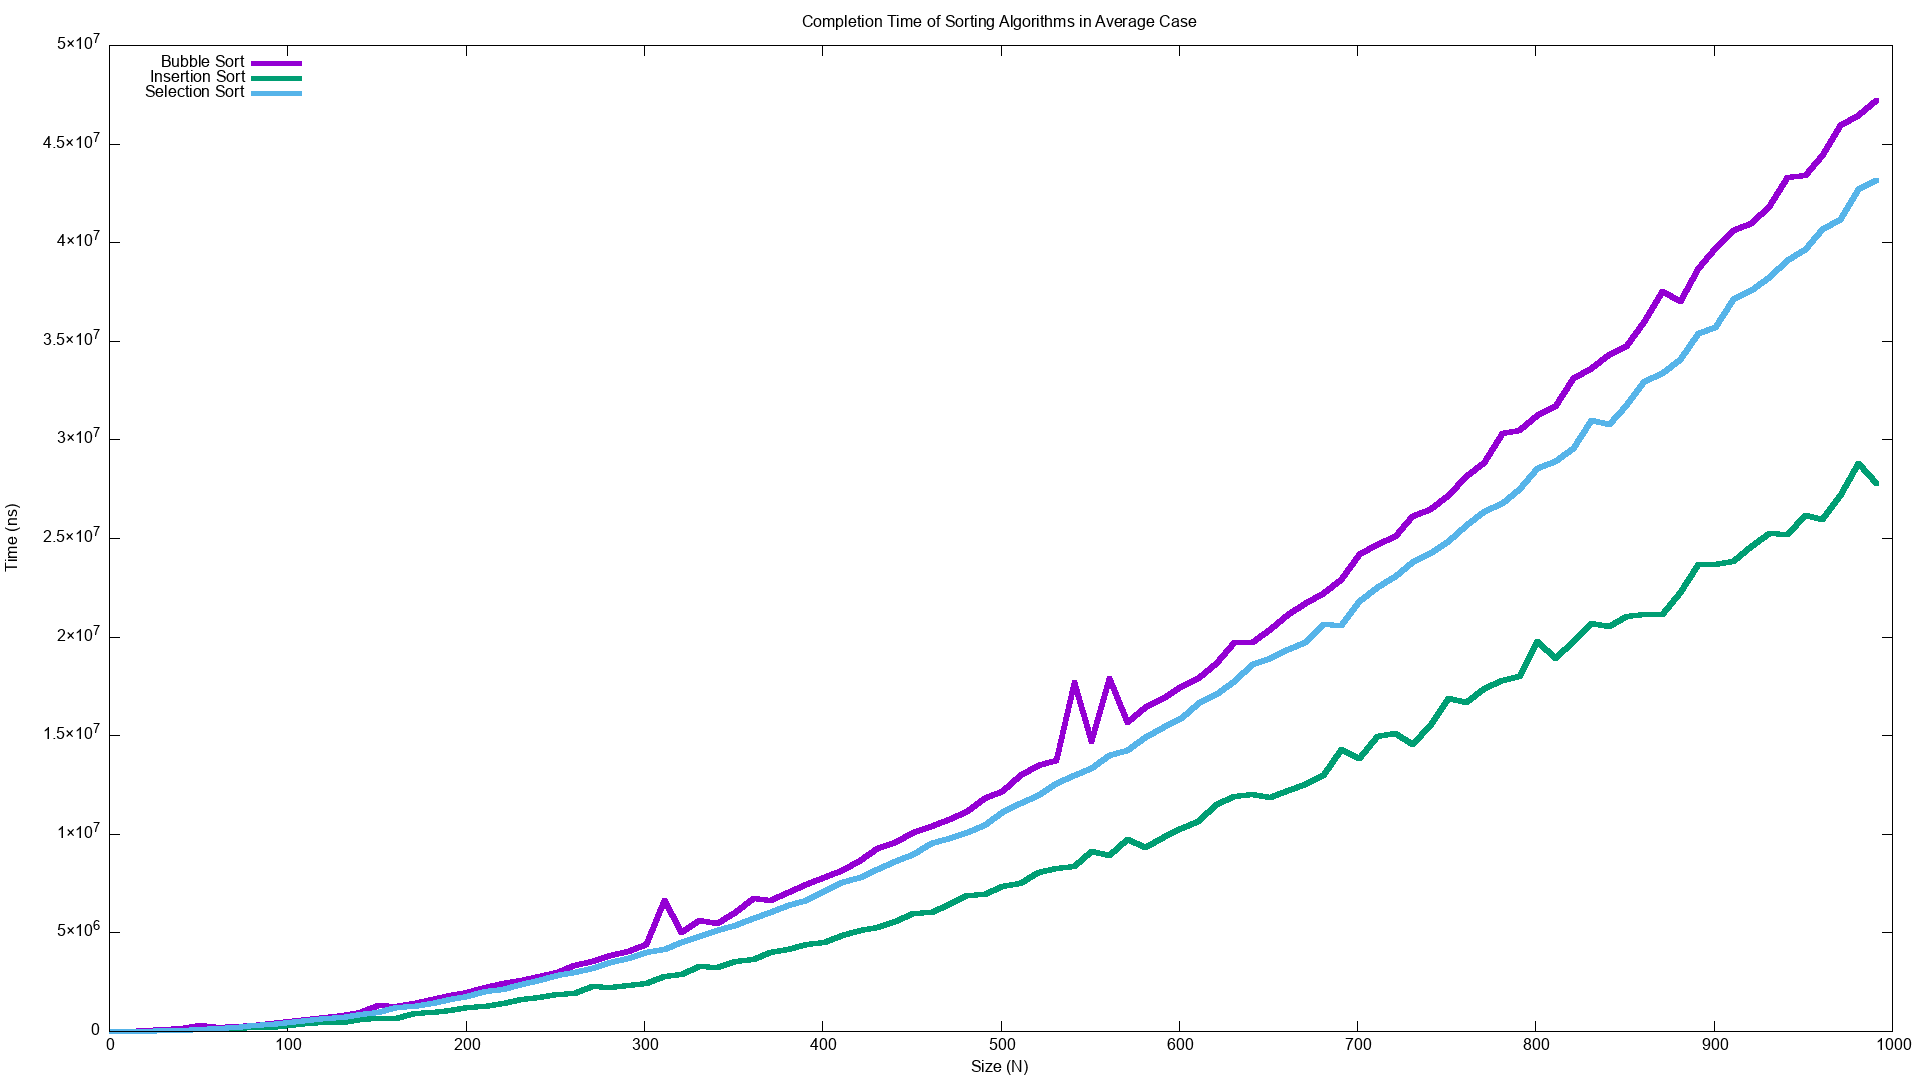 Completion Time of Sorting Algorithms in Average Case
Bubble Sort
Insertion Sort
Selection Sort
5×10⁷
4.5×10⁷
4×10⁷
3.5×10⁷
3×10⁷
2.5×10⁷
2×10⁷
1.5×10⁷
1×10⁷
5×10⁶
0
Time (ns)
0 100 200 300 400 500 600 700 800 900 1000
Size (N)